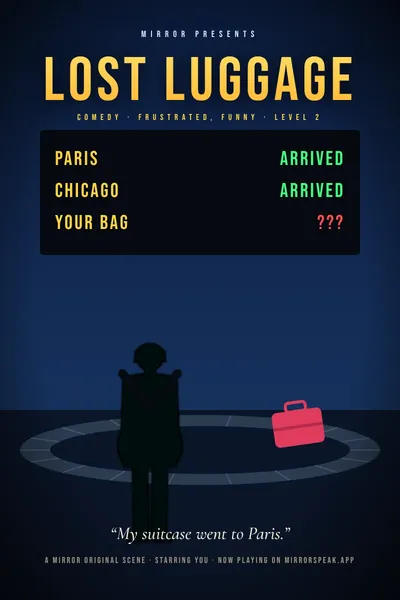 MIRROR PRESENTS
LOST LUGGAGE
COMEDY · FRUSTRATED, FUNNY · LEVEL 2
PARIS ARRIVED
CHICAGO ARRIVED
YOUR BAG ???
“My suitcase went to Paris.”
A MIRROR ORIGINAL SCENE · STARRING YOU · NOW PLAYING ON MIRRORSPEAK.APP